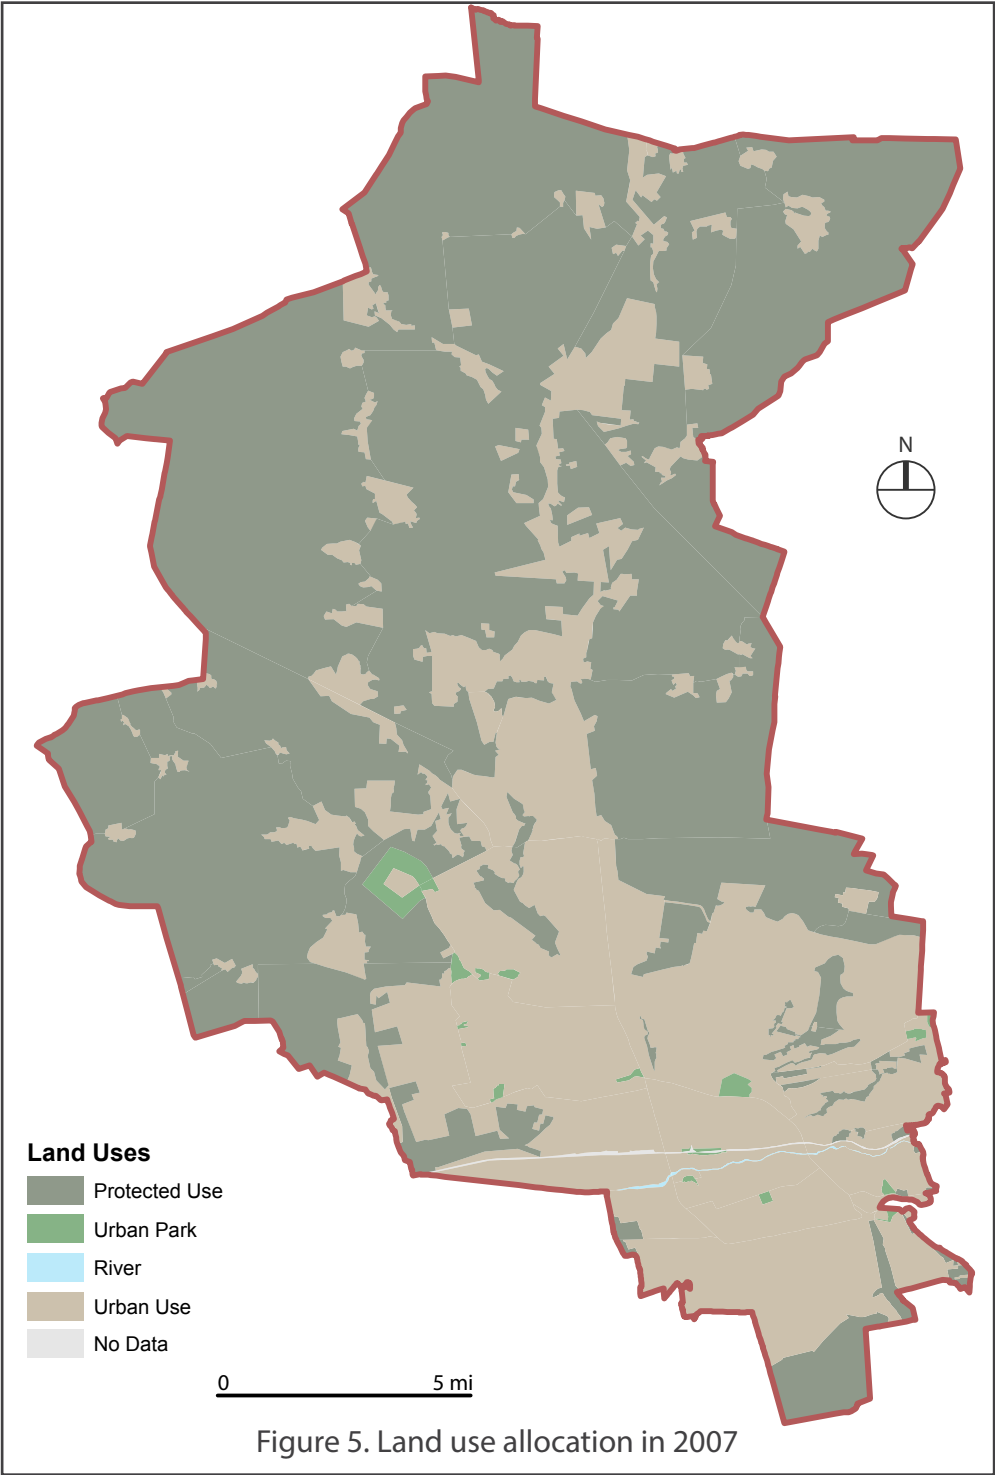 N
Land Uses
Protected Use
Urban Park
River
Urban Use
No Data
0 5 mi
Figure 5. Land use allocation in 2007